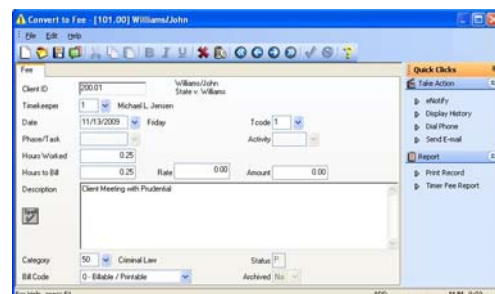 Convert to Fee - [101.00] Williams/John
File Edit Help
Fee
Quick Clicks
Client ID 200.01 Williams/John
State v. Williams
Take Action
Timekeeper 1 Michael L. Jensen
eNotify
Date 11/13/2009 Friday Tcode 1
Display History
Dial Phone
Phase/Task Activity
Send E-mail
Hours Worked 0.25
Report
Hours to Bill 0.25 Rate 0.00 Amount 0.00
Print Record
Timer Fee Report
Description Client Meeting with Prudential
Category 50 Criminal Law Status P
Bill Code 0 - Billable / Printable Archived No